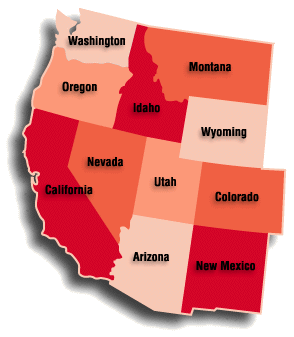 Washington
Montana
Oregon
Idaho
Wyoming
Nevada
Utah
California
Colorado
Arizona
New Mexico